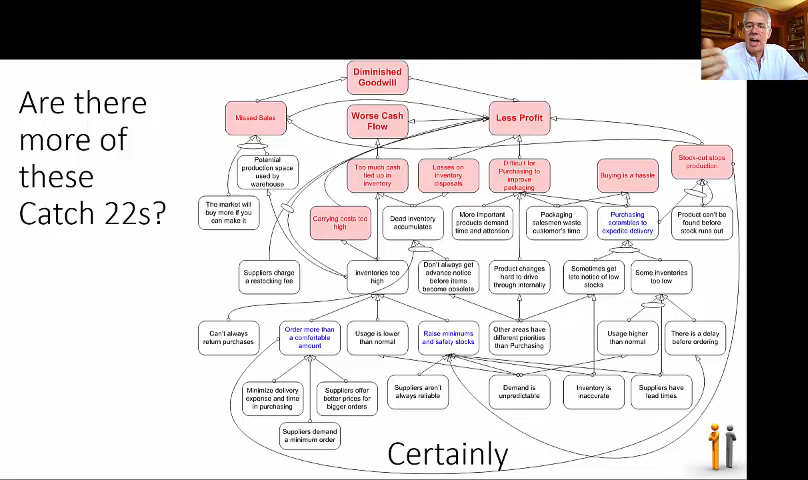 Are there
more of
these
Catch 22s?
Diminished
Goodwill
Missed Sales
Worse Cash
Flow
Less Profit
Potential
production space
used by
warehouse
Too much cash
tied up in
inventory
Losses on
inventory
disposals
Difficult for
Purchasing to
improve
packaging
Buying is a hassle
Stock-out stops
production
The market will
buy more if you
can make it
Carrying costs too
high
Dead inventory
accumulates
More important
products demand
time and attention
Packaging
salesmen waste
customer's time
Purchasing
scrambles to
expedite delivery
Product can't be
found before
stock runs out
Suppliers charge
a restocking fee
inventories too
high
Don't always get
advance notice
before items
become obsolete
Product changes
hard to drive
through internally
Sometimes get
late notice of low
stocks
Some inventories
too low
Can't always
return purchases
Order more than
a comfortable
amount
Usage is lower
than normal
Raise minimums
and safety stocks
Other areas have
different priorities
than Purchasing
Usage higher
than normal
There is a delay
before ordering
Minimize delivery
expense and time
in purchasing
Suppliers offer
better prices for
bigger orders
Suppliers aren't
always reliable
Demand is
unpredictable
Inventory is
inaccurate
Suppliers have
lead times
Suppliers demand
a minimum order
Certainly